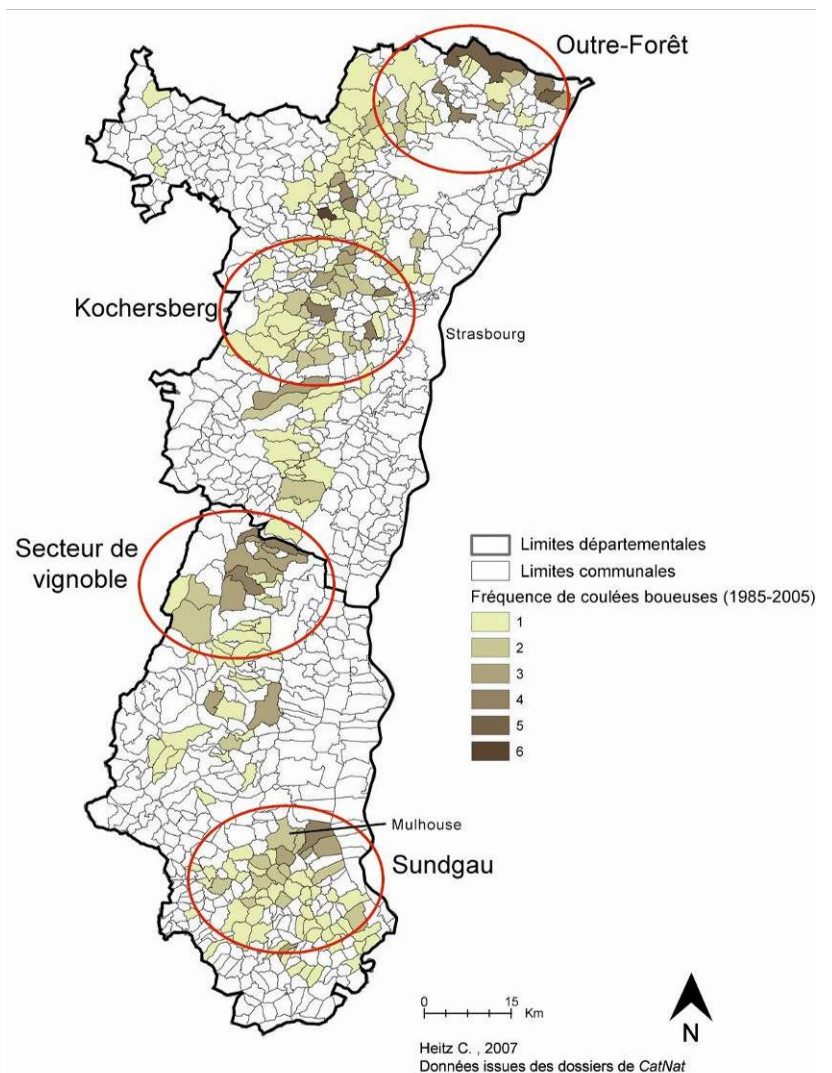 Outre-Forêt
Kochersberg
Strasbourg
Secteur de
vignoble
Limites départementales
Limites communales
Fréquence de coulées boueuses (1985-2005)
1
2
3
4
5
6
Mulhouse
Sundgau
0 15
Km
N
Heitz C. , 2007
Données issues des dossiers de CatNat